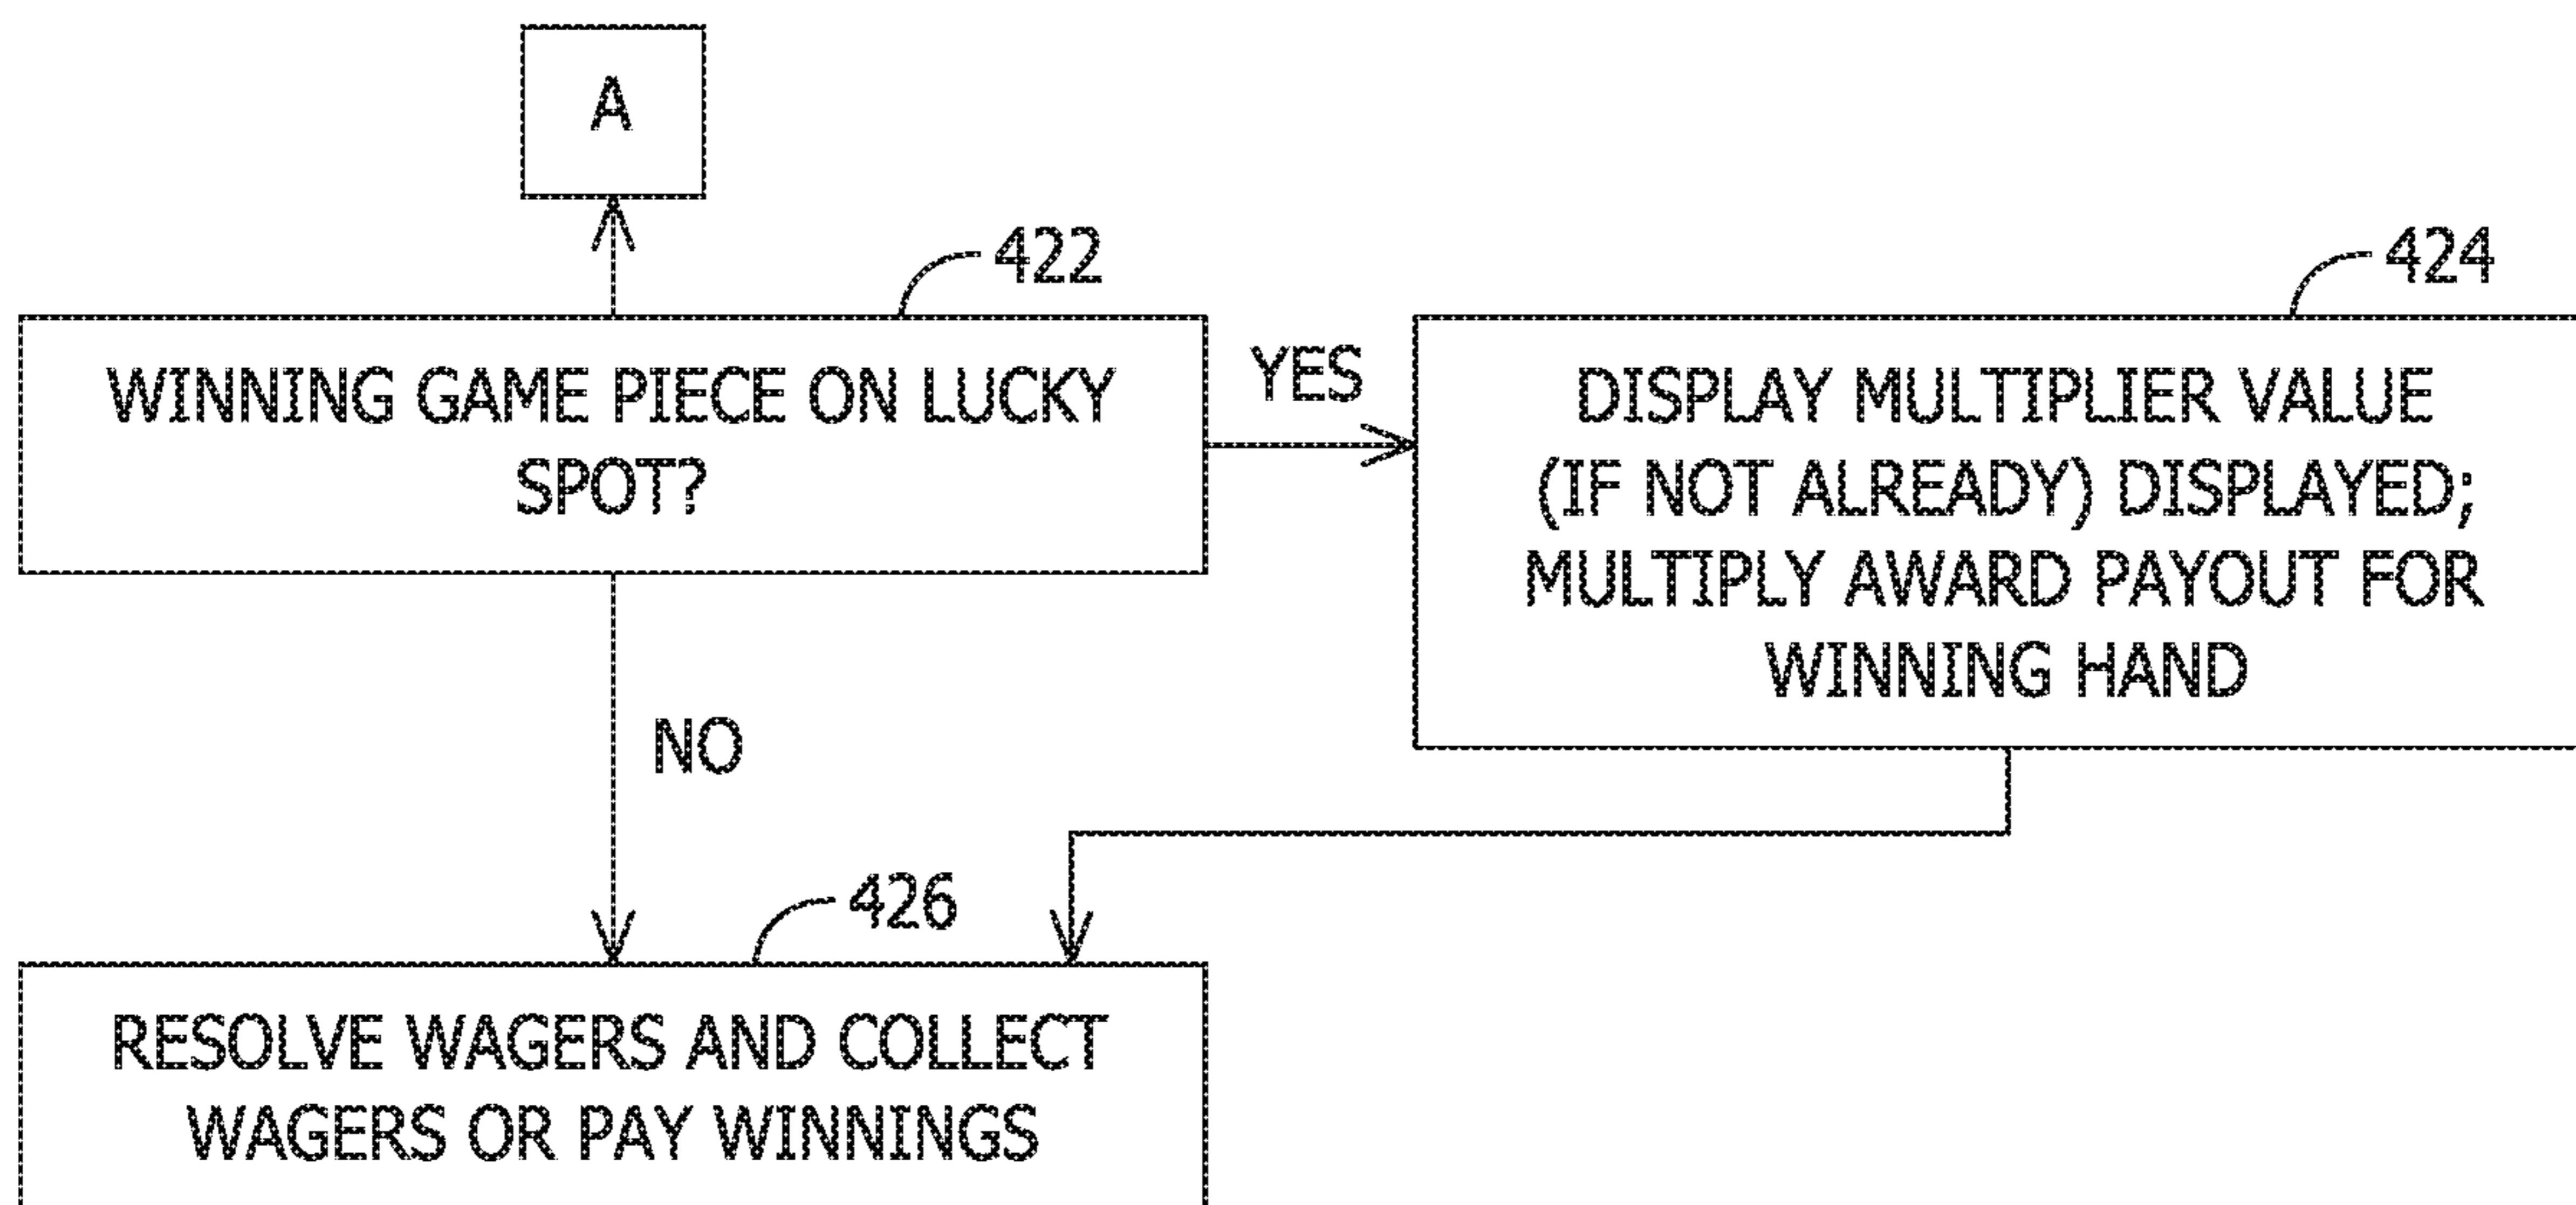 A
422
424
WINNING GAME PIECE ON LUCKY
SPOT?
YES
DISPLAY MULTIPLIER VALUE
(IF NOT ALREADY) DISPLAYED;
MULTIPLY AWARD PAYOUT FOR
WINNING HAND
NO
426
RESOLVE WAGERS AND COLLECT
WAGERS OR PAY WINNINGS